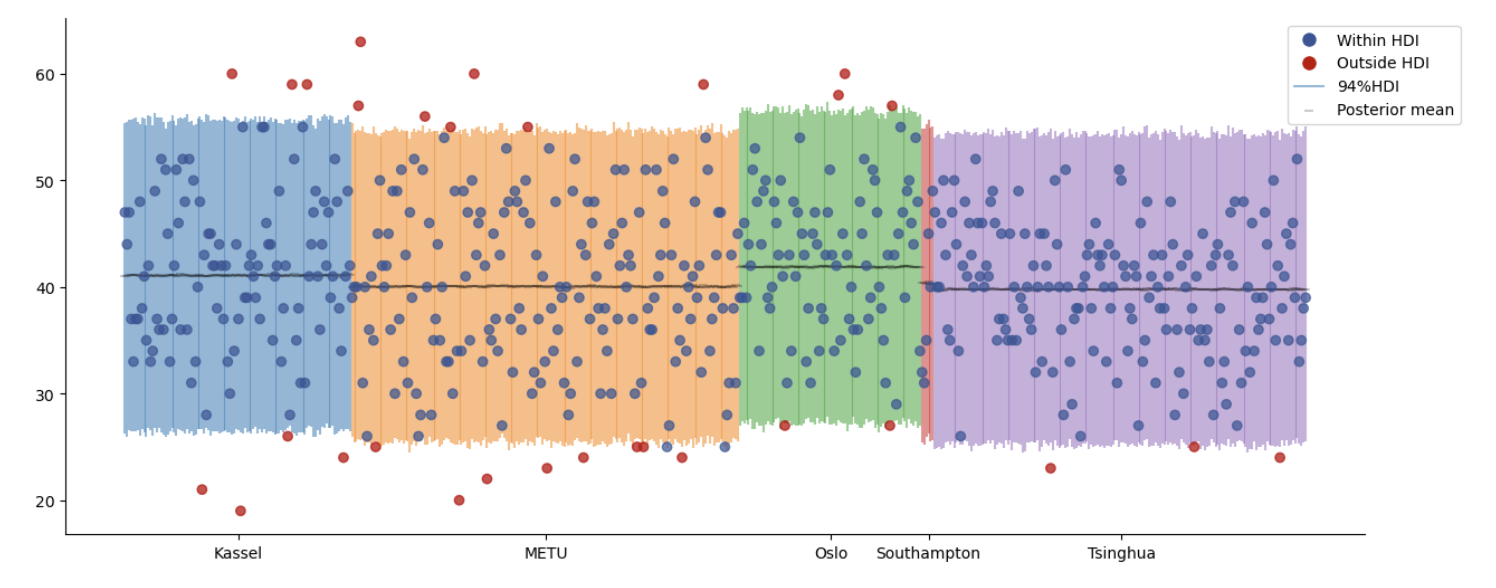 Within HDI
Outside HDI
94%HDI
Posterior mean
60
50
40
30
20
Kassel METU Oslo Southampton Tsinghua